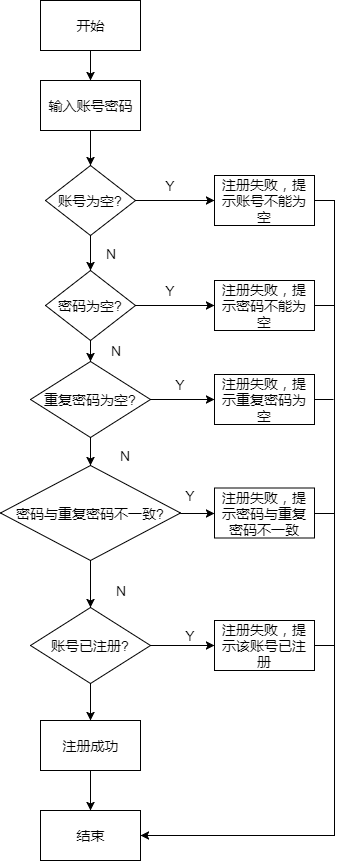 开始
输入账号密码
账号为空?
Y
注册失败，提
示账号不能为
空
N
密码为空?
Y
注册失败，提
示密码不能为
空
N
重复密码为空?
Y
注册失败，提
示重复密码为
空
N
密码与重复密码不一致?
Y
注册失败，提
示密码与重复
密码不一致
N
账号已注册?
Y
注册失败，提
示该账号已注
册
注册成功
结束